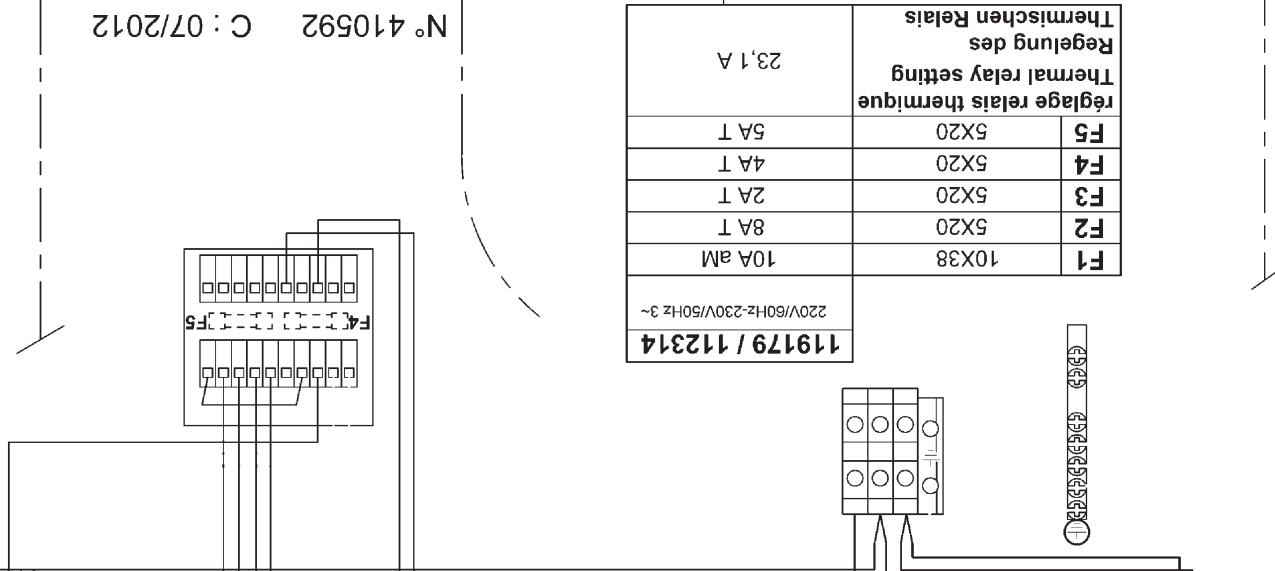 119179 / 112314
220V/60Hz-230V/50Hz 3~
F1 10X38 10A aM
F2 5X20 8A T
F3 5X20 2A T
F4 5X20 4A T
F5 5X20 5A T
réglage relais thermique
Thermal relay setting
Regelung des
Thermischen Relais
23,1 A
F4
F5
N° 410592 C : 07/2012